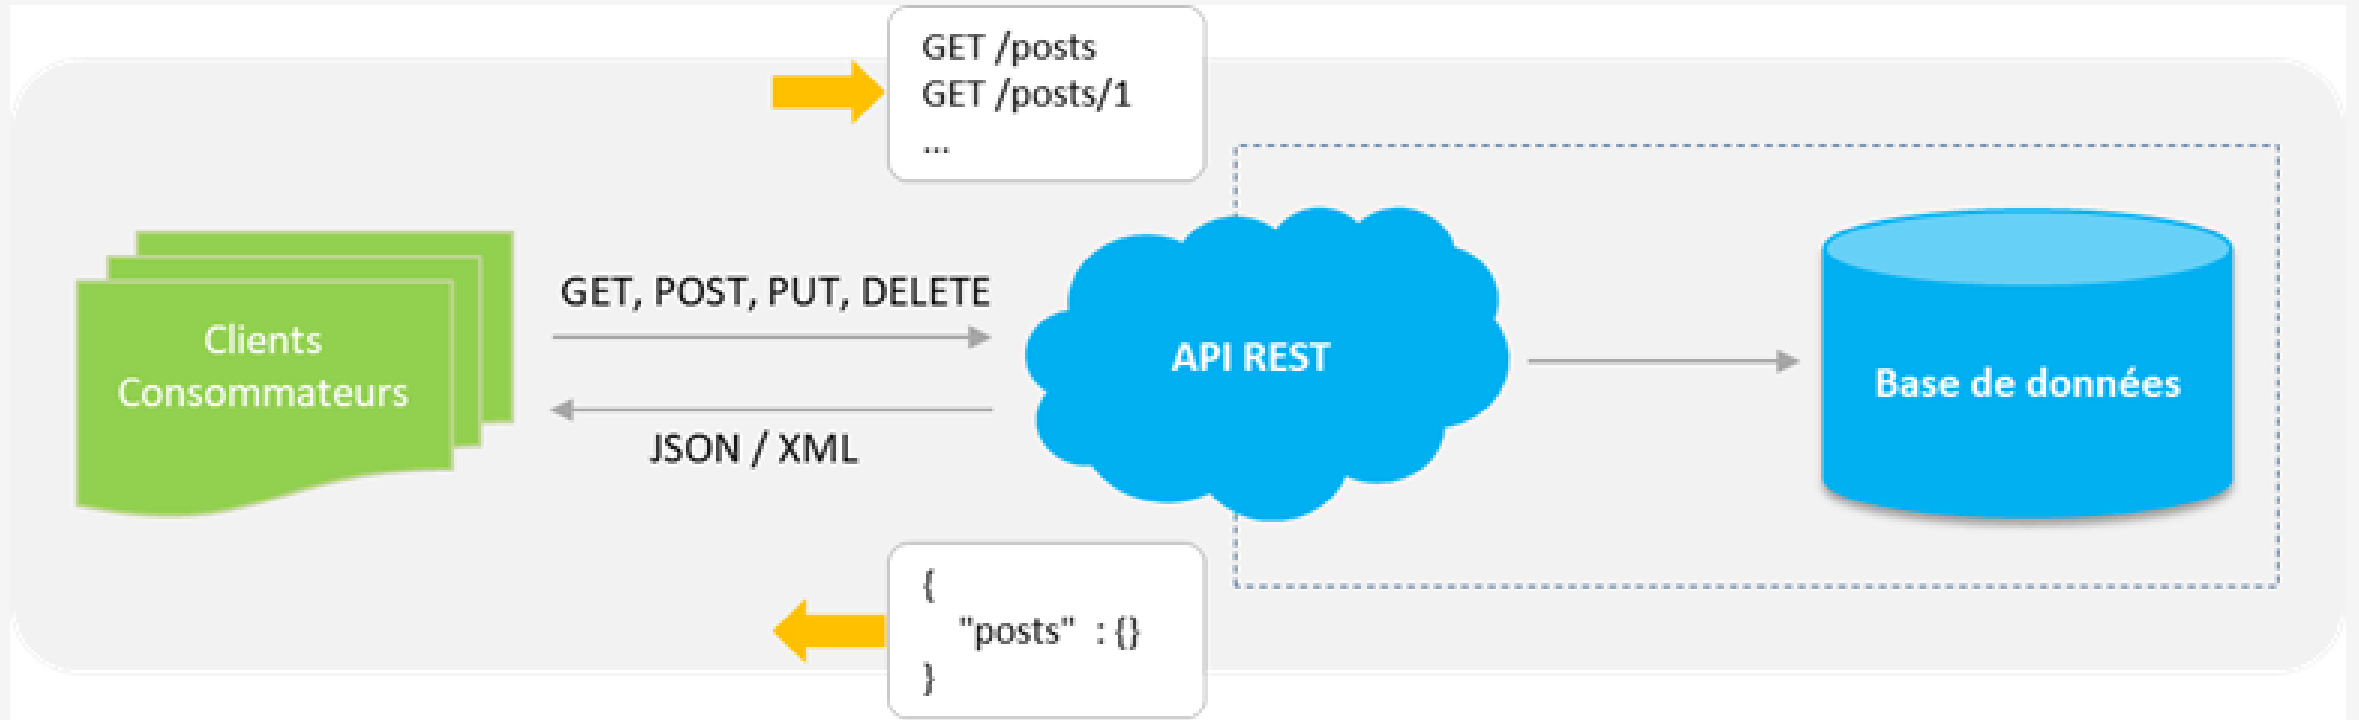 GET /posts
GET /posts/1
...
Clients
Consommateurs
GET, POST, PUT, DELETE
JSON / XML
API REST
Base de données
{
"posts" : {}
}